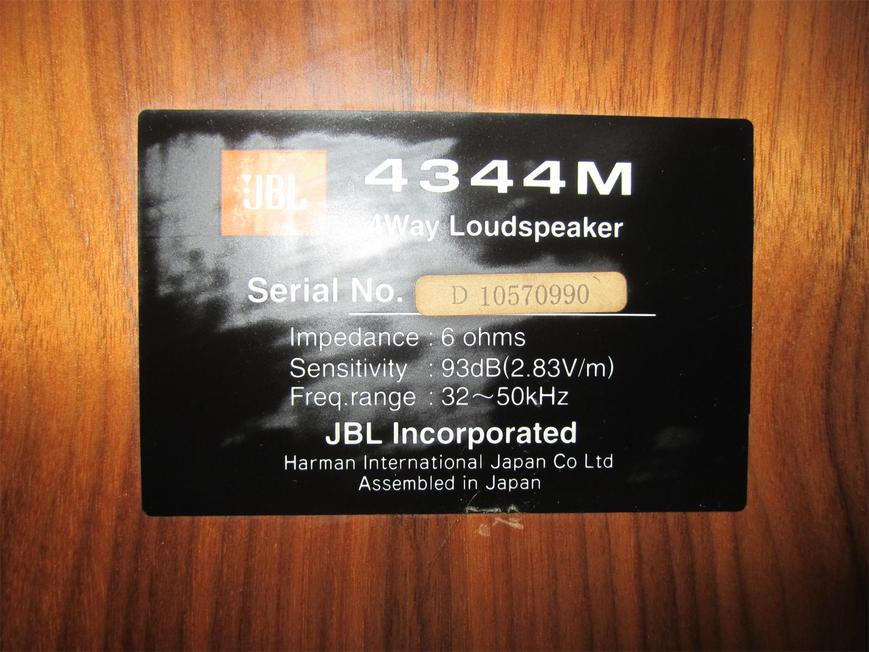 JBL
4344M
4Way Loudspeaker
Serial No. D 10570990
Impedance : 6 ohms
Sensitivity : 93dB(2.83V/m)
Freq.range : 32～50kHz
JBL Incorporated
Harman International Japan Co Ltd
Assembled in Japan